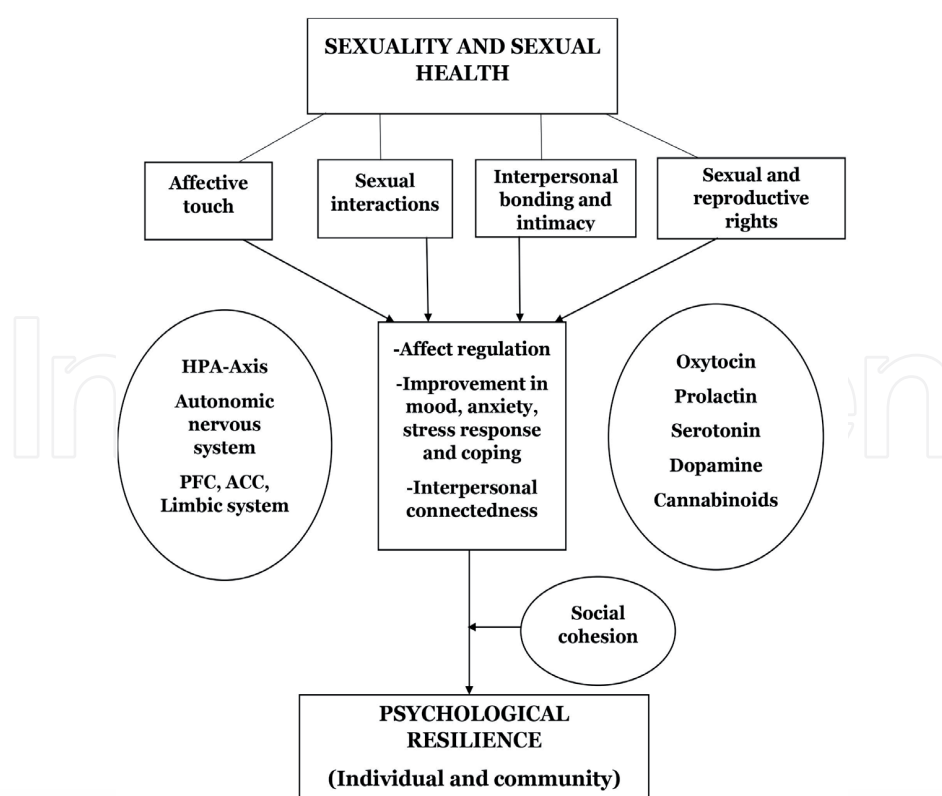 SEXUALITY AND SEXUAL
HEALTH
Affective
touch
Sexual
interactions
Interpersonal
bonding and
intimacy
Sexual and
reproductive
rights
HPA-Axis
Autonomic
nervous
system
PFC, ACC,
Limbic system
-Affect regulation
-Improvement in
mood, anxiety,
stress response
and coping
-Interpersonal
connectedness
Oxytocin
Prolactin
Serotonin
Dopamine
Cannabinoids
Social
cohesion
PSYCHOLOGICAL
RESILIENCE
(Individual and community)